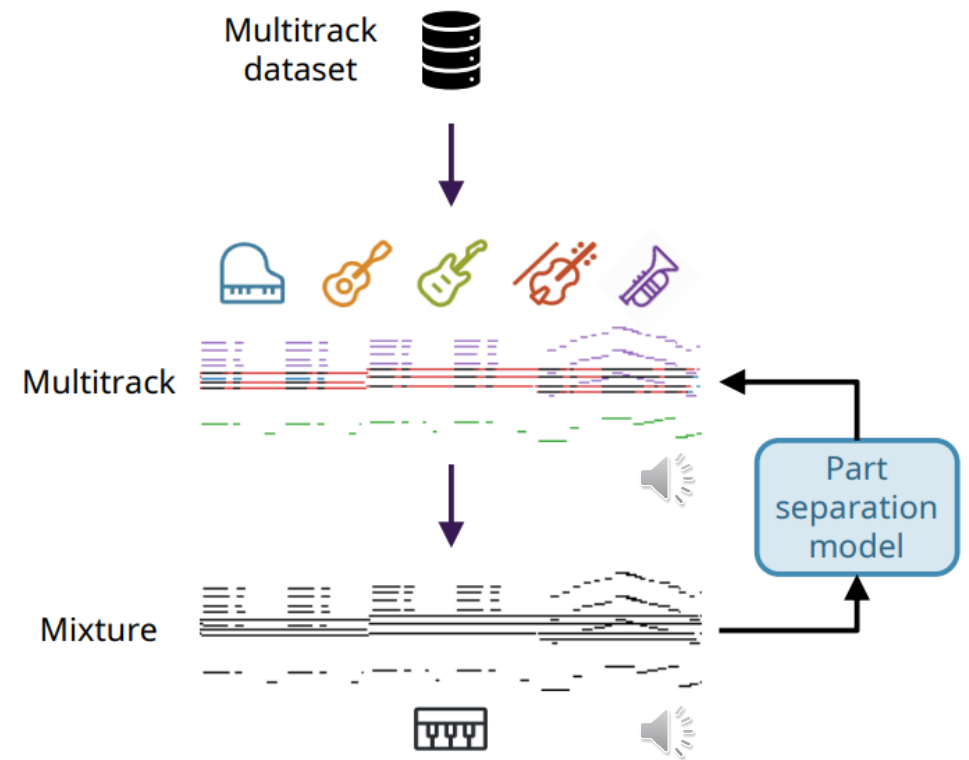 Multitrack
dataset
Multitrack
Part
separation
model
Mixture